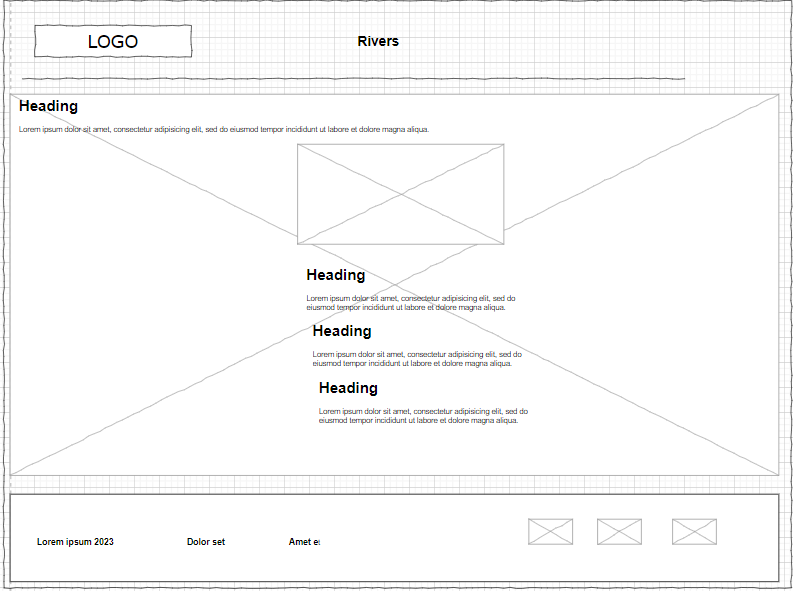 LOGO
Rivers
Heading
Lorem ipsum dolor sit amet, consectetur adipisicing elit, sed do eiusmod tempor incididunt ut labore et dolore magna aliqua.
Heading
Lorem ipsum dolor sit amet, consectetur adipisicing elit, sed do
eiusmod tempor incididunt ut labore et dolore magna aliqua.
Heading
Lorem ipsum dolor sit amet, consectetur adipisicing elit, sed do
eiusmod tempor incididunt ut labore et dolore magna aliqua.
Heading
Lorem ipsum dolor sit amet, consectetur adipisicing elit, sed do
eiusmod tempor incididunt ut labore et dolore magna aliqua.
Lorem ipsum 2023
Dolor set
Amet